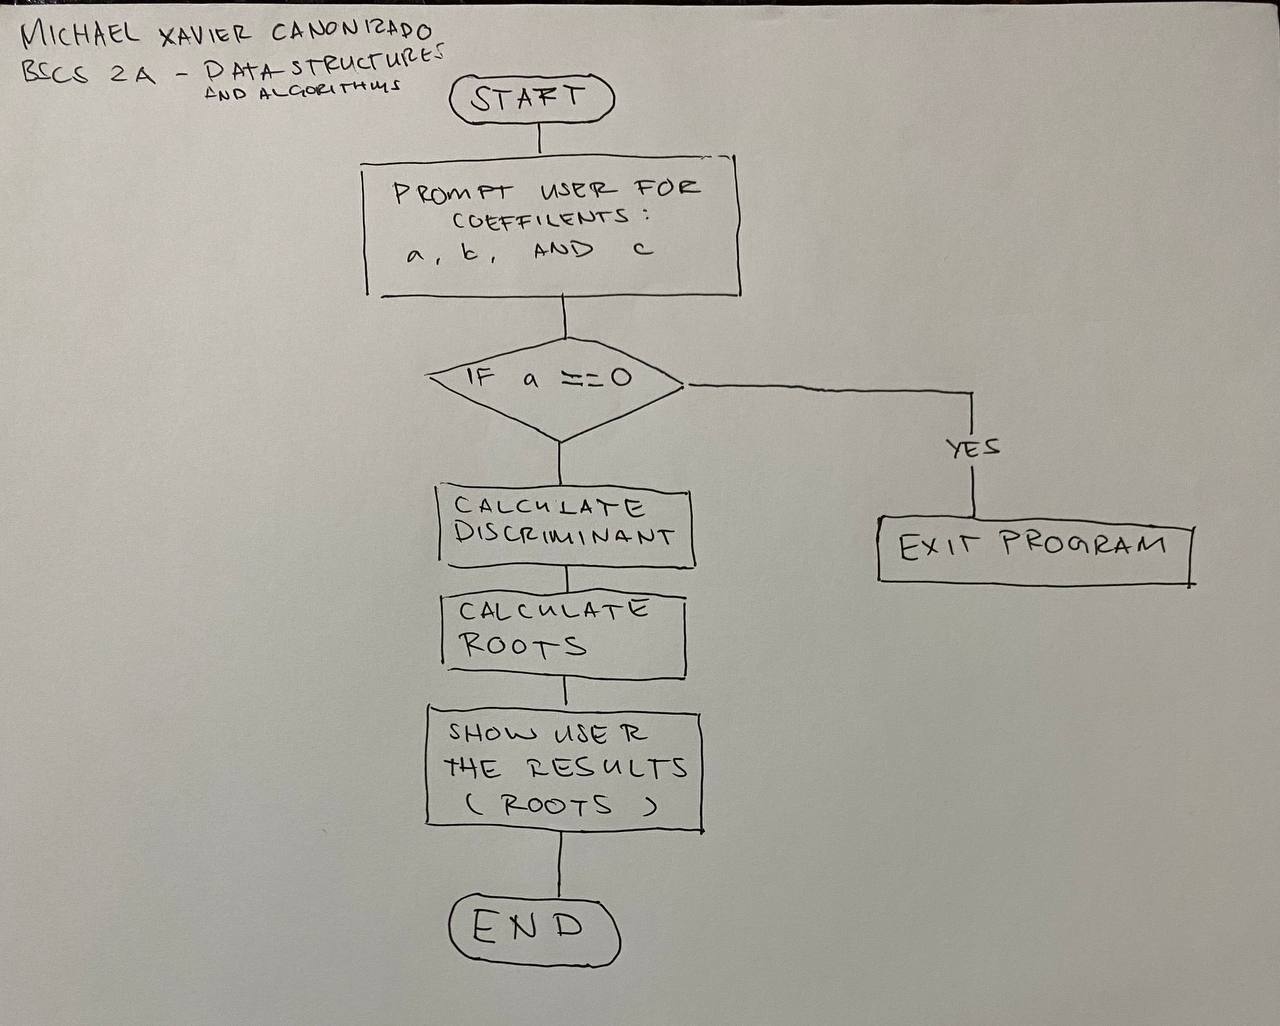 MICHAEL XAVIER CANONIZADO
BSCS 2A - DATA STRUCTURES
AND ALGORITHMS
START
PROMPT USER FOR
COEFFILENTS:
a, b, AND c
IF a == 0
YES
CALCULATE
DISCRIMINANT
EXIT PROGRAM
CALCULATE
ROOTS
SHOW USER
THE RESULTS
( ROOTS )
END